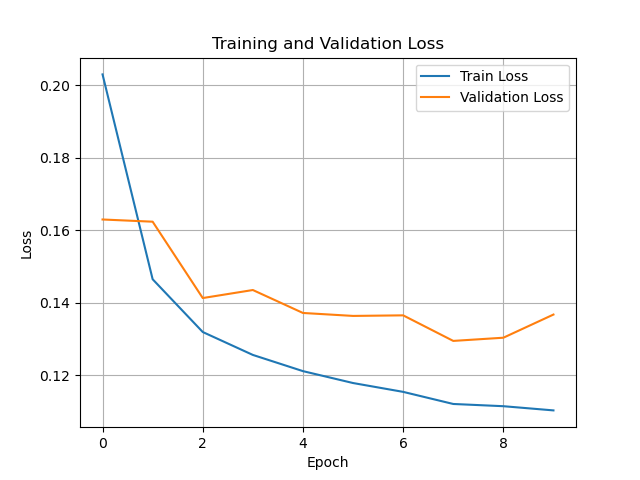 Training and Validation Loss
Train Loss
Validation Loss
0.20
0.18
0.16
0.14
0.12
Loss
0
2
4
6
8
Epoch